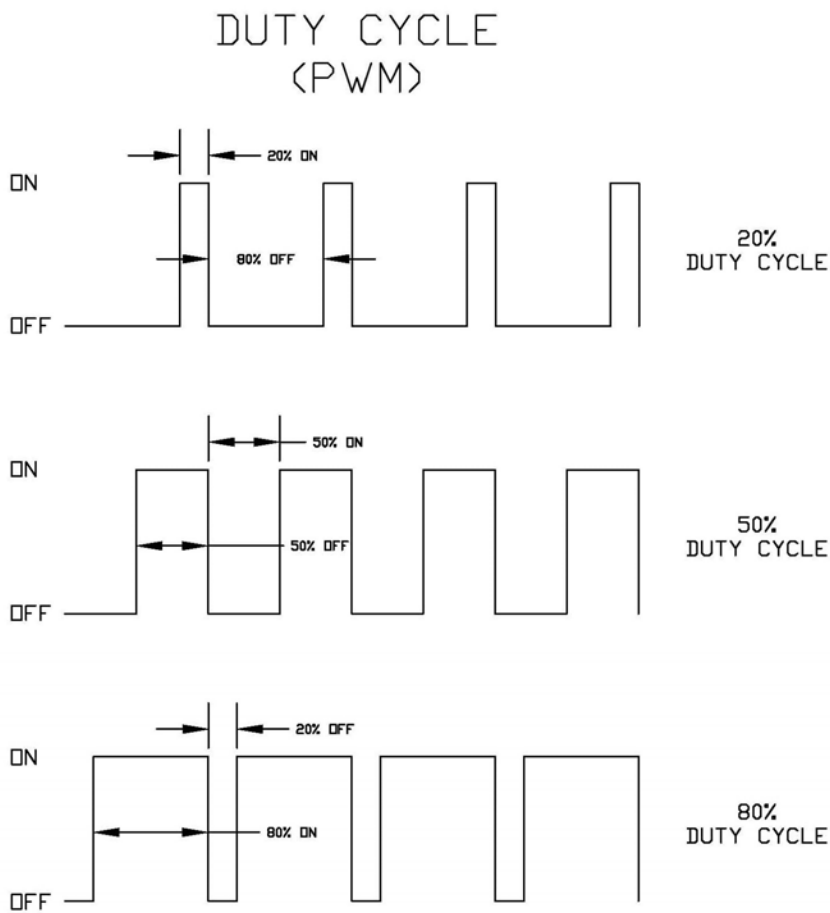 DUTY CYCLE
(PWM)
20% ON
ON
80% OFF
20%
DUTY CYCLE
OFF
50% ON
ON
50% OFF
50%
DUTY CYCLE
OFF
20% OFF
ON
80% ON
80%
DUTY CYCLE
OFF